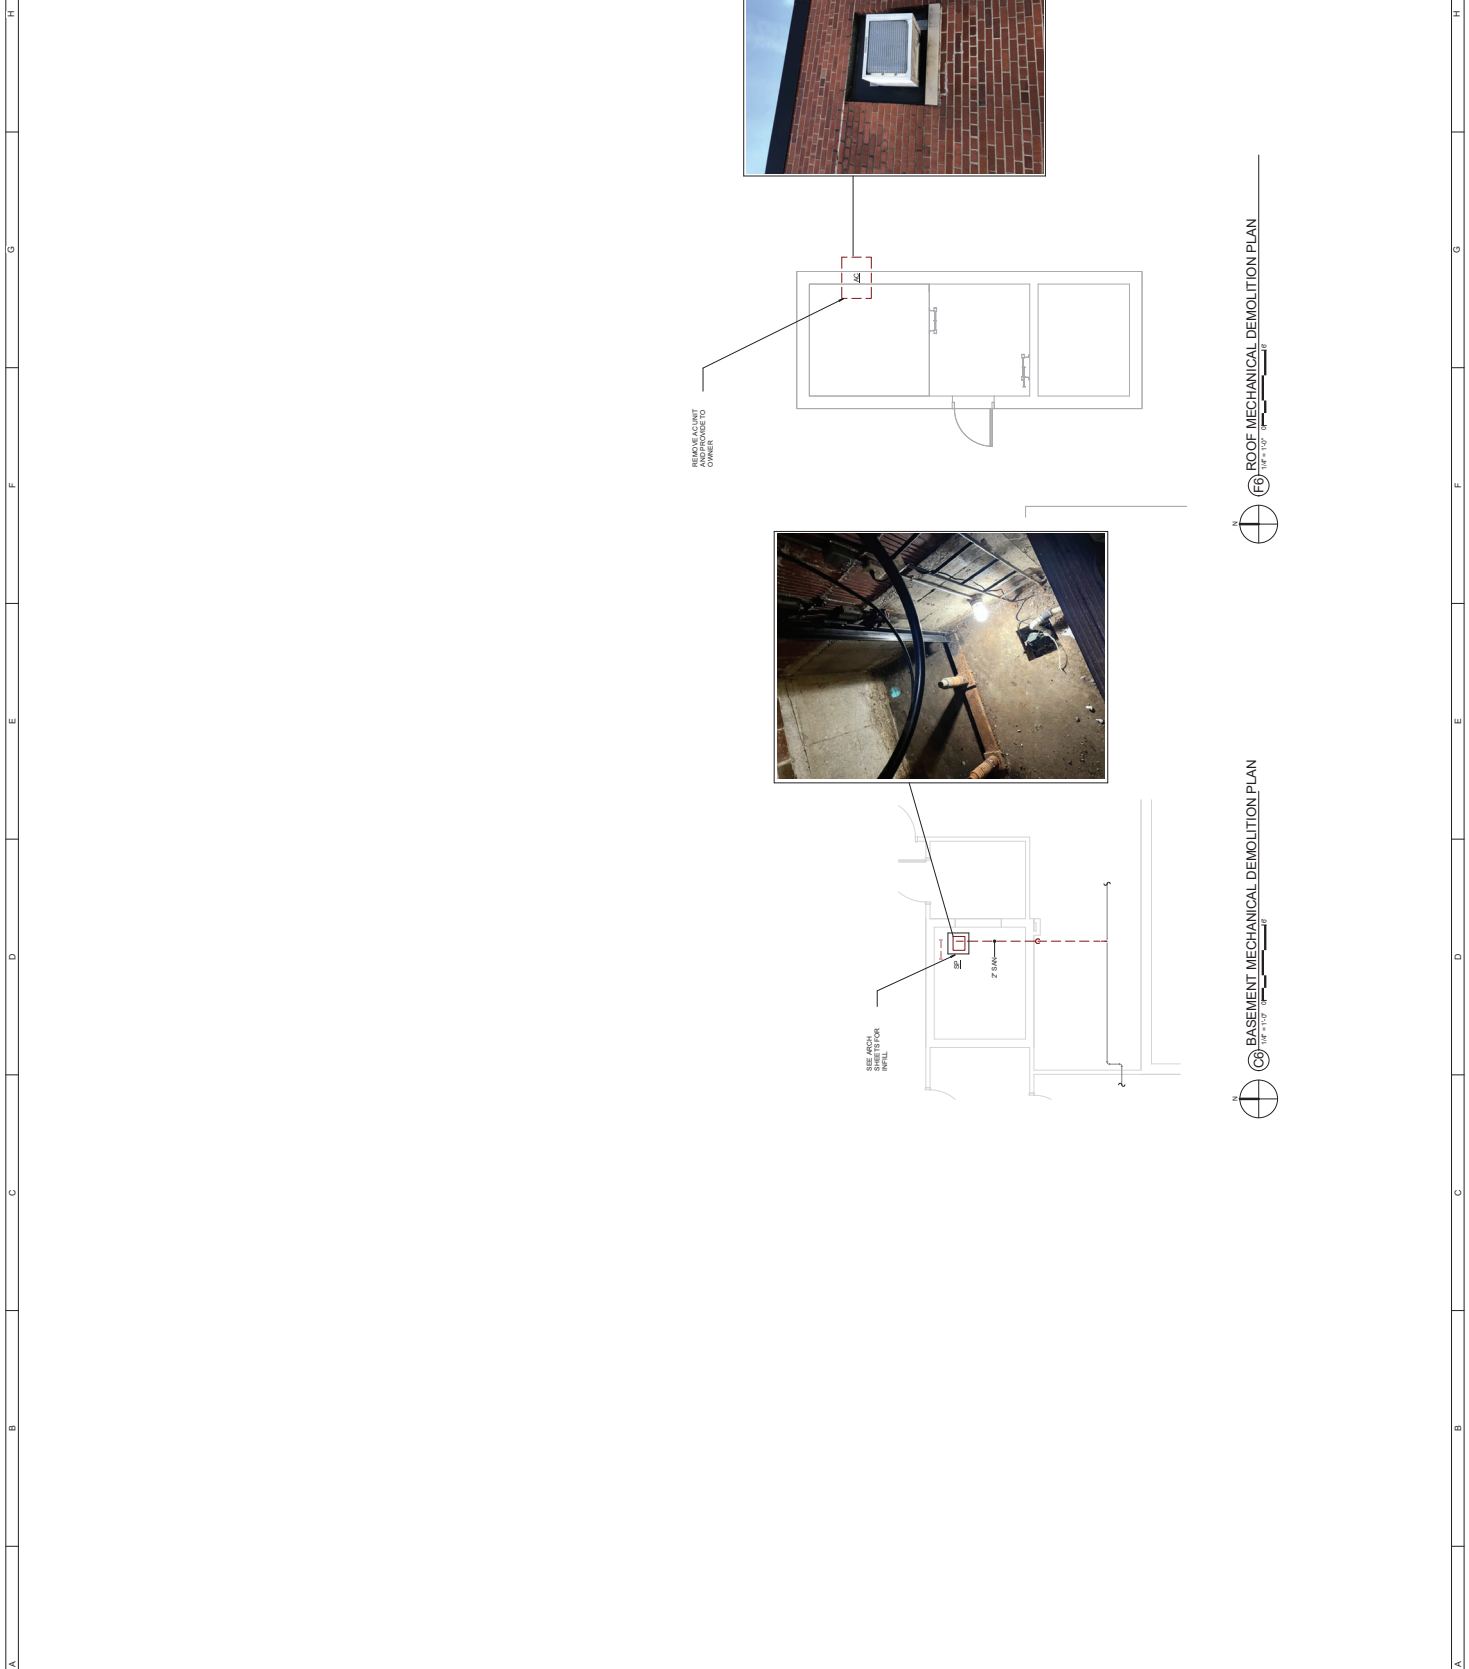 H
G
F
E
D
C
B
A
H
G
F
E
D
C
B
A
AC
REMOVE AC UNIT
AND PROVIDE TO
OWNER
N
F6 ROOF MECHANICAL DEMOLITION PLAN
1/4" = 1'-0"
SP
2" SAN
SEE ARCH
SHEETS FOR
INFILL
N
C6 BASEMENT MECHANICAL DEMOLITION PLAN
1/4" = 1'-0"